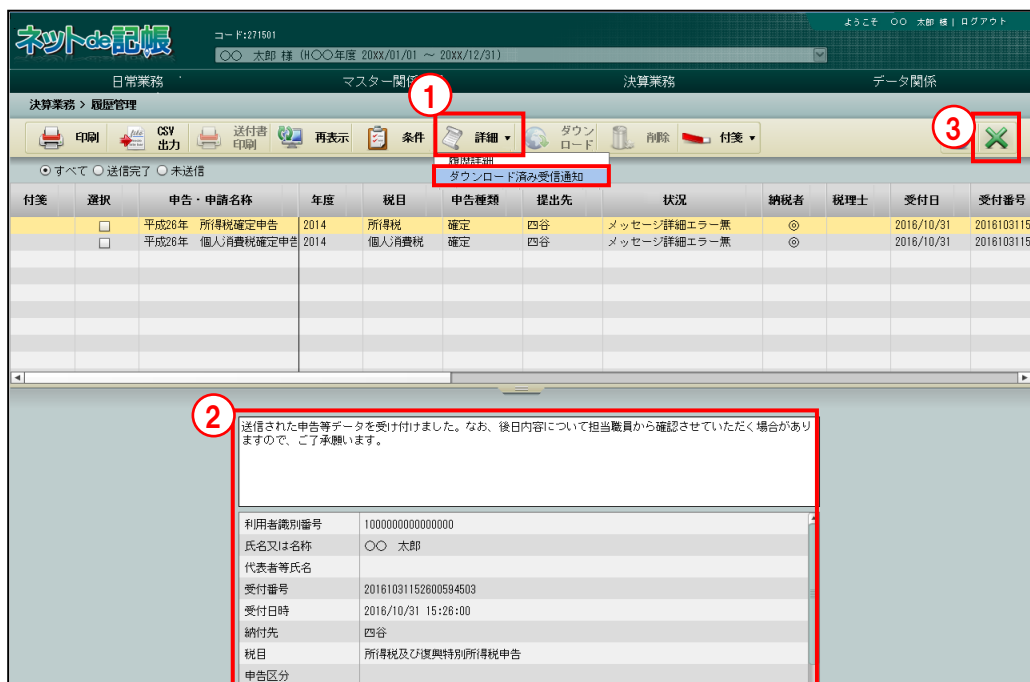 ようこそ 〇〇 太郎 様 | ログアウト
ネットde記帳
コード:271501
〇〇 太郎 様 (H〇〇年度 20XX/01/01 ～ 20XX/12/31)
日常業務 マスター関係 決算業務 データ関係
決算業務 > 履歴管理
①
③
印刷 CSV出力 送付書印刷 再表示 条件 詳細 ▼ ダウンロード 削除 付箋 ▼
履歴詳細
ダウンロード済み受信通知
すべて 送信完了 未送信
付箋 選択 申告・申請名称 年度 税目 申告種類 提出先 状況 納税者 税理士 受付日 受付番号
平成26年 所得税確定申告 2014 所得税 確定 四谷 メッセージ詳細エラー無 ◎ 2016/10/31 2016103115
平成26年 個人消費税確定申告 2014 個人消費税 確定 四谷 メッセージ詳細エラー無 ◎ 2016/10/31 2016103115
②
送信された申告等データを受け付けました。なお、後日内容について担当職員から確認させていただく場合があり
ますので、ご了承願います。
利用者識別番号 1000000000000000
氏名又は名称 〇〇 太郎
代表者等氏名
受付番号 20161031152600594503
受付日時 2016/10/31 15:26:00
納付先 四谷
税目 所得税及び復興特別所得税申告
申告区分